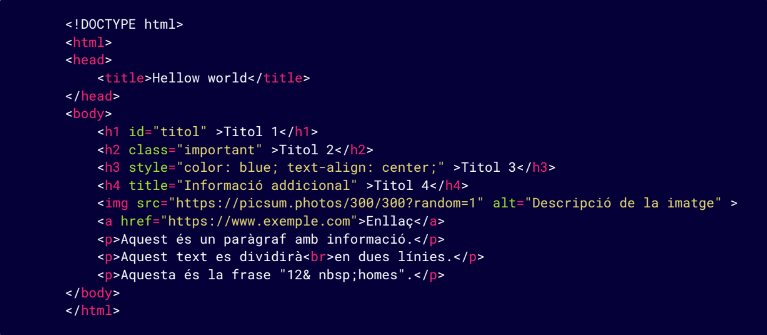 <!DOCTYPE html>
<html>
<head>
    <title>Hellow world</title>
</head>
<body>
    <h1 id="titol" >Titol 1</h1>
    <h2 class="important" >Titol 2</h2>
    <h3 style="color: blue; text-align: center;" >Titol 3</h3>
    <h4 title="Informació addicional" >Titol 4</h4>
    <img src="https://picsum.photos/300/300?random=1" alt="Descripció de la imatge" >
    <a href="https://www.exemple.com">Enllaç</a>
    <p>Aquest és un paràgraf amb informació.</p>
    <p>Aquest text es dividirà<br>en dues línies.</p>
    <p>Aquesta és la frase "12& nbsp;homes".</p>
</body>
</html>